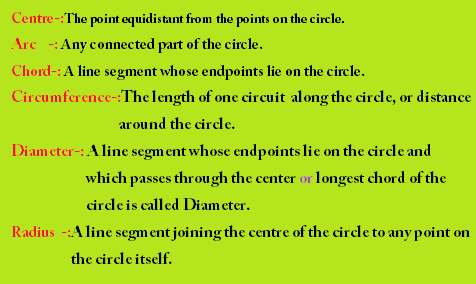 Centre-:The point equidistant from the points on the circle.
Arc -: Any connected part of the circle.
Chord-: A line segment whose endpoints lie on the circle.
Circumference-:The length of one circuit along the circle, or distance
around the circle.
Diameter-: A line segment whose endpoints lie on the circle and
which passes through the center or longest chord of the
circle is called Diameter.
Radius -:A line segment joining the centre of the circle to any point on
the circle itself.